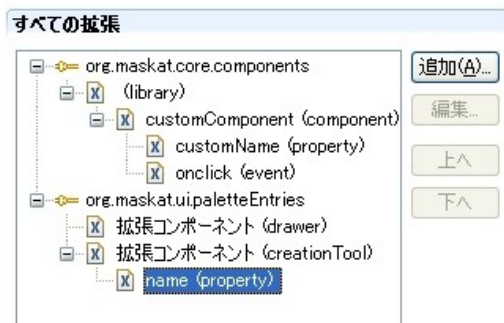 すべての拡張
org.maskat.core.components
(library)
customComponent (component)
customName (property)
onclick (event)
org.maskat.ui.paletteEntries
拡張コンポーネント (drawer)
拡張コンポーネント (creationTool)
name (property)
追加(A)...
編集...
上へ
下へ